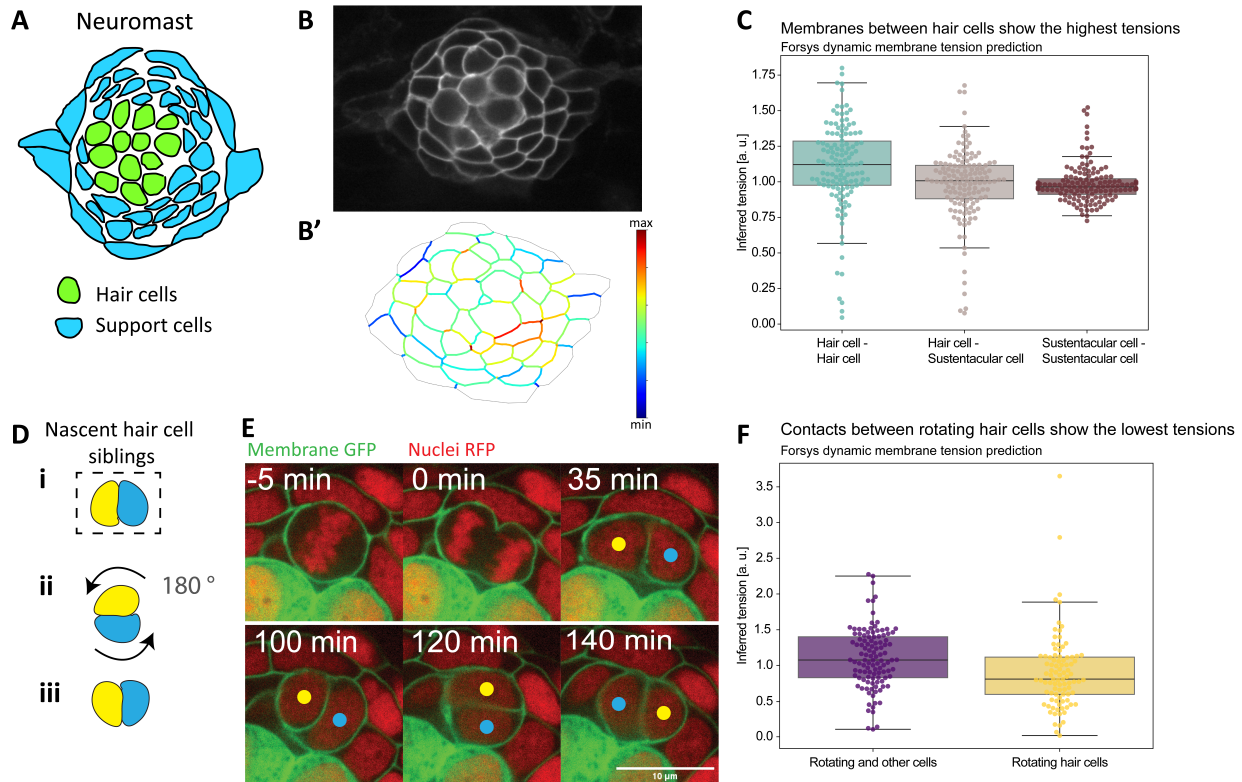 A
Neuromast
Hair cells
Support cells
B
B'
max
min
C
Membranes between hair cells show the highest tensions
Forsys dynamic membrane tension prediction
Inferred tension [a. u.]
1.75
1.50
1.25
1.00
0.75
0.50
0.25
0.00
Hair cell -
Hair cell
Hair cell -
Sustentacular cell
Sustentacular cell -
Sustentacular cell
D
Nascent hair cell
siblings
i
ii
180 °
iii
E
Membrane GFP
Nuclei RFP
-5 min
0 min
35 min
100 min
120 min
140 min
10 µm
F
Contacts between rotating hair cells show the lowest tensions
Forsys dynamic membrane tension prediction
Inferred tension [a. u.]
3.5
3.0
2.5
2.0
1.5
1.0
0.5
0.0
Rotating and other cells
Rotating hair cells